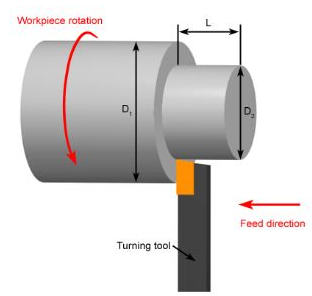 Workpiece rotation
L
D₁
D₂
Feed direction
Turning tool